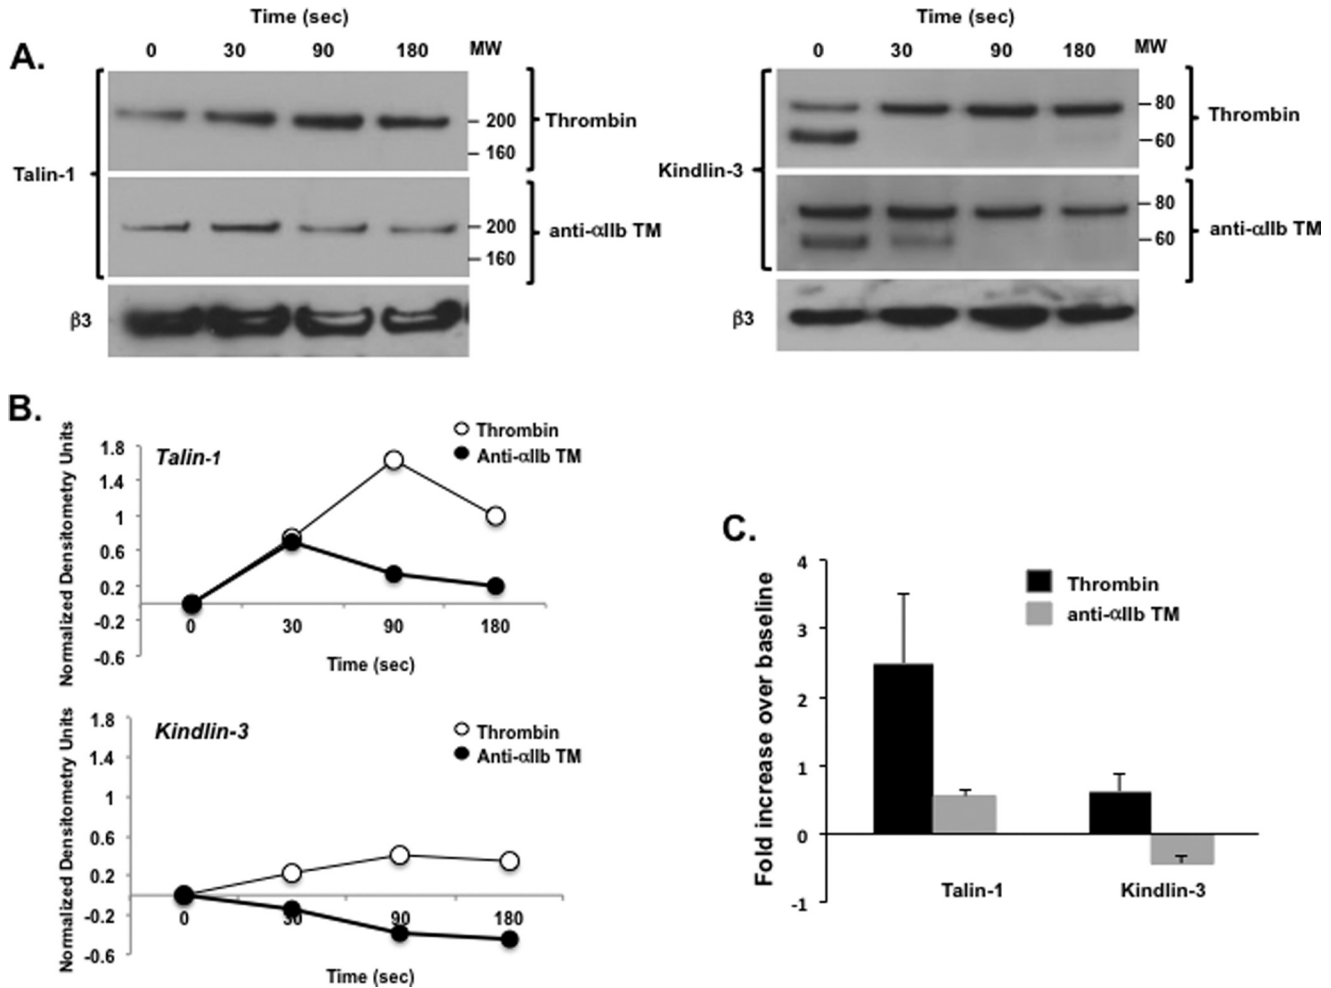 A.
Time (sec)
0 30 90 180 MW
Talin-1
200
160
Thrombin
200
160
anti-αIIb TM
β3
Time (sec)
0 30 90 180 MW
Kindlin-3
80
60
Thrombin
80
60
anti-αIIb TM
β3
B.
Normalized Densitometry Units
1.8
1.4
1
0.6
0.2
-0.2
-0.6
Talin-1
Thrombin
Anti-αIIb TM
0 30 90 180
Time (sec)
Normalized Densitometry Units
1.8
1.4
1
0.6
0.2
-0.2
-0.6
Kindlin-3
Thrombin
Anti-αIIb TM
0 30 90 180
Time (sec)
C.
Fold increase over baseline
4
3
2
1
0
-1
Thrombin
anti-αIIb TM
Talin-1 Kindlin-3